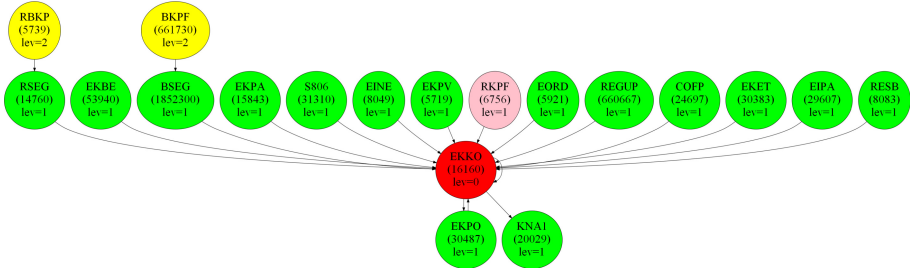 RBKP
(5739)
lev=2
BKPF
(661730)
lev=2
RSEG
(14760)
lev=1
EKBE
(53940)
lev=1
BSEG
(1852300)
lev=1
EKPA
(15843)
lev=1
S806
(31310)
lev=1
EINE
(8049)
lev=1
EKPV
(5719)
lev=1
RKPF
(6756)
lev=1
EORD
(5921)
lev=1
REGUP
(660667)
lev=1
COFP
(24697)
lev=1
EKET
(30383)
lev=1
EIPA
(29607)
lev=1
RESB
(8083)
lev=1
EKKO
(16160)
lev=0
EKPO
(30487)
lev=1
KNA1
(20029)
lev=1